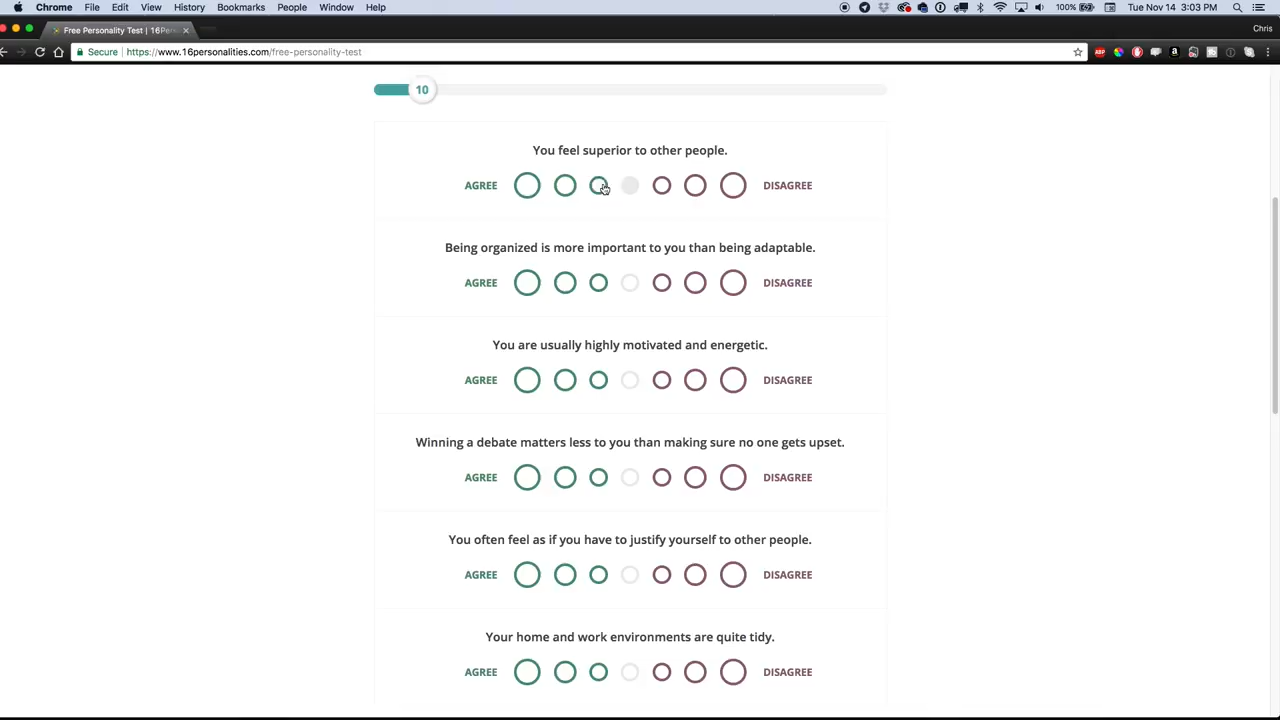 Chrome File Edit View History Bookmarks People Window Help 100% Tue Nov 14 3:03 PM
Free Personality Test | 16Pers Chris
Secure https://www.16personalities.com/free-personality-test
ABP
10
You feel superior to other people.
AGREE DISAGREE
Being organized is more important to you than being adaptable.
AGREE DISAGREE
You are usually highly motivated and energetic.
AGREE DISAGREE
Winning a debate matters less to you than making sure no one gets upset.
AGREE DISAGREE
You often feel as if you have to justify yourself to other people.
AGREE DISAGREE
Your home and work environments are quite tidy.
AGREE DISAGREE